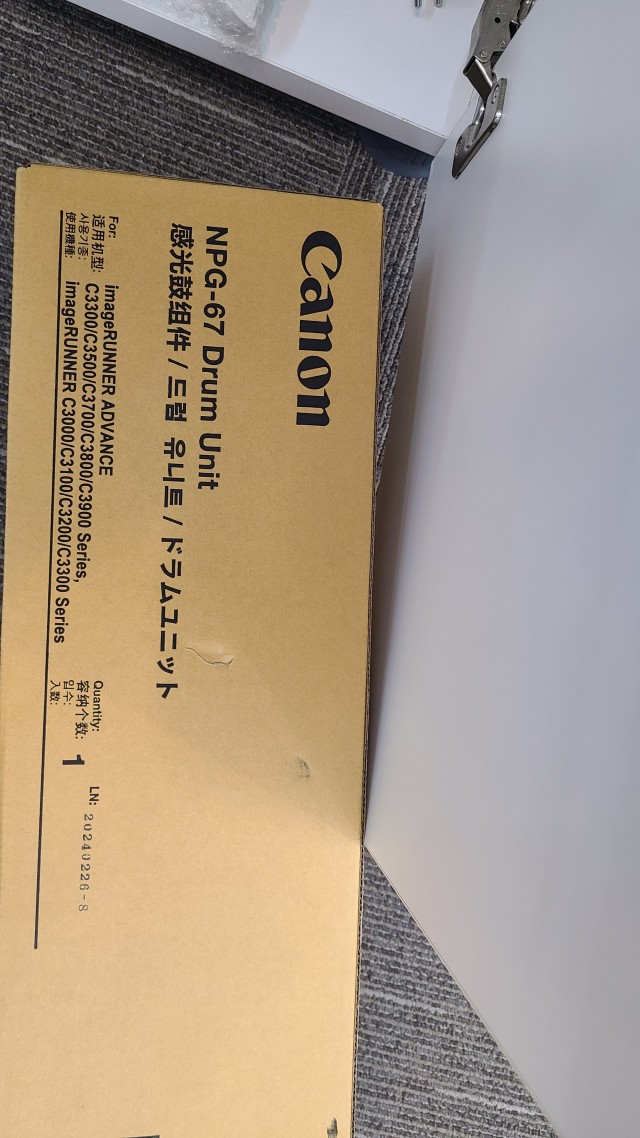 Canon
NPG-67 Drum Unit
感光鼓组件 / 드럼 유니트 / ドラムユニット
For:
适用机型:
사용기종:
使用機種:
imageRUNNER ADVANCE
C3300/C3500/C3700/C3800/C3900 Series,
imageRUNNER C3000/C3100/C3200/C3300 Series
Quantity:
容纳个数:
입수:
入数:
1
LN: 20240226-8